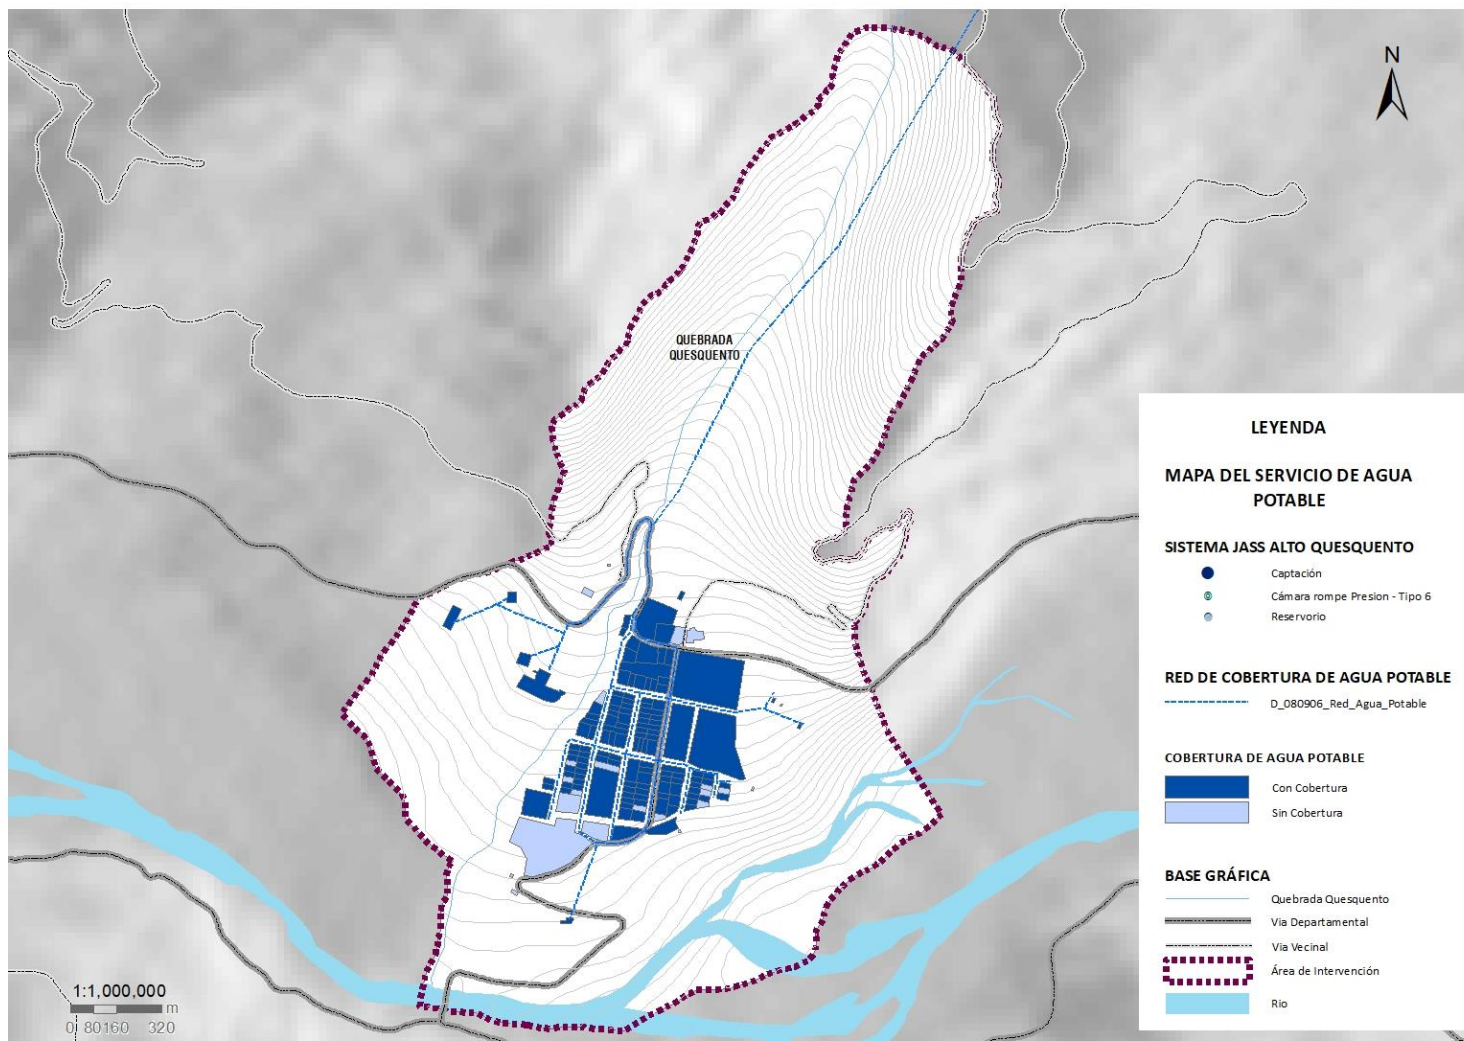 N
QUEBRADA
QUESQUENTO
LEYENDA
MAPA DEL SERVICIO DE AGUA
POTABLE
SISTEMA JASS ALTO QUESQUENTO
Captación
Cámara rompe Presion - Tipo 6
Reservorio
RED DE COBERTURA DE AGUA POTABLE
D_080906_Red_Agua_Potable
COBERTURA DE AGUA POTABLE
Con Cobertura
Sin Cobertura
BASE GRÁFICA
Quebrada Quesquento
Via Departamental
Via Vecinal
Área de Intervención
Rio
1:1,000,000
m
0 80160 320